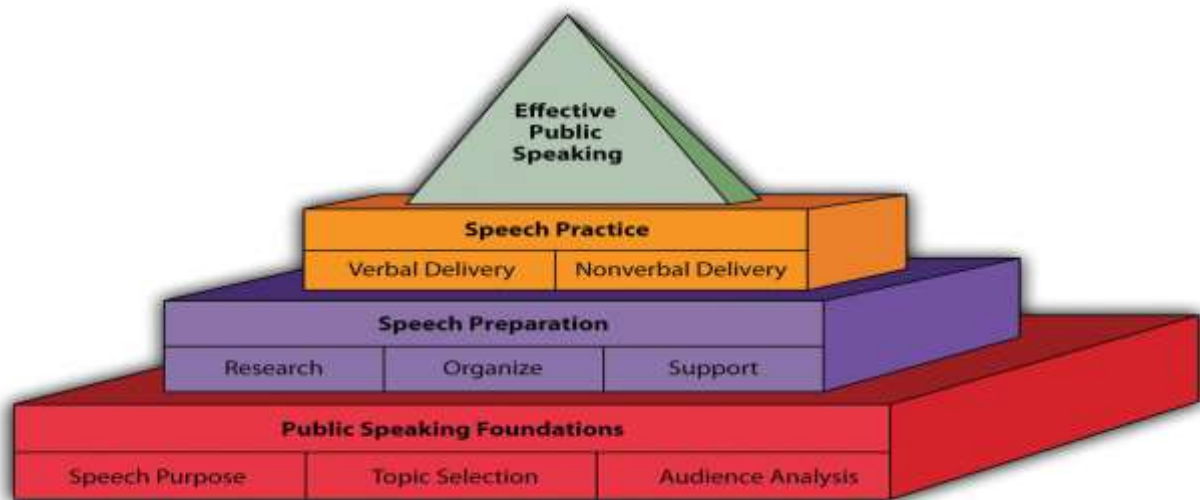 Effective
Public
Speaking
Speech Practice
Verbal Delivery Nonverbal Delivery
Speech Preparation
Research Organize Support
Public Speaking Foundations
Speech Purpose Topic Selection Audience Analysis